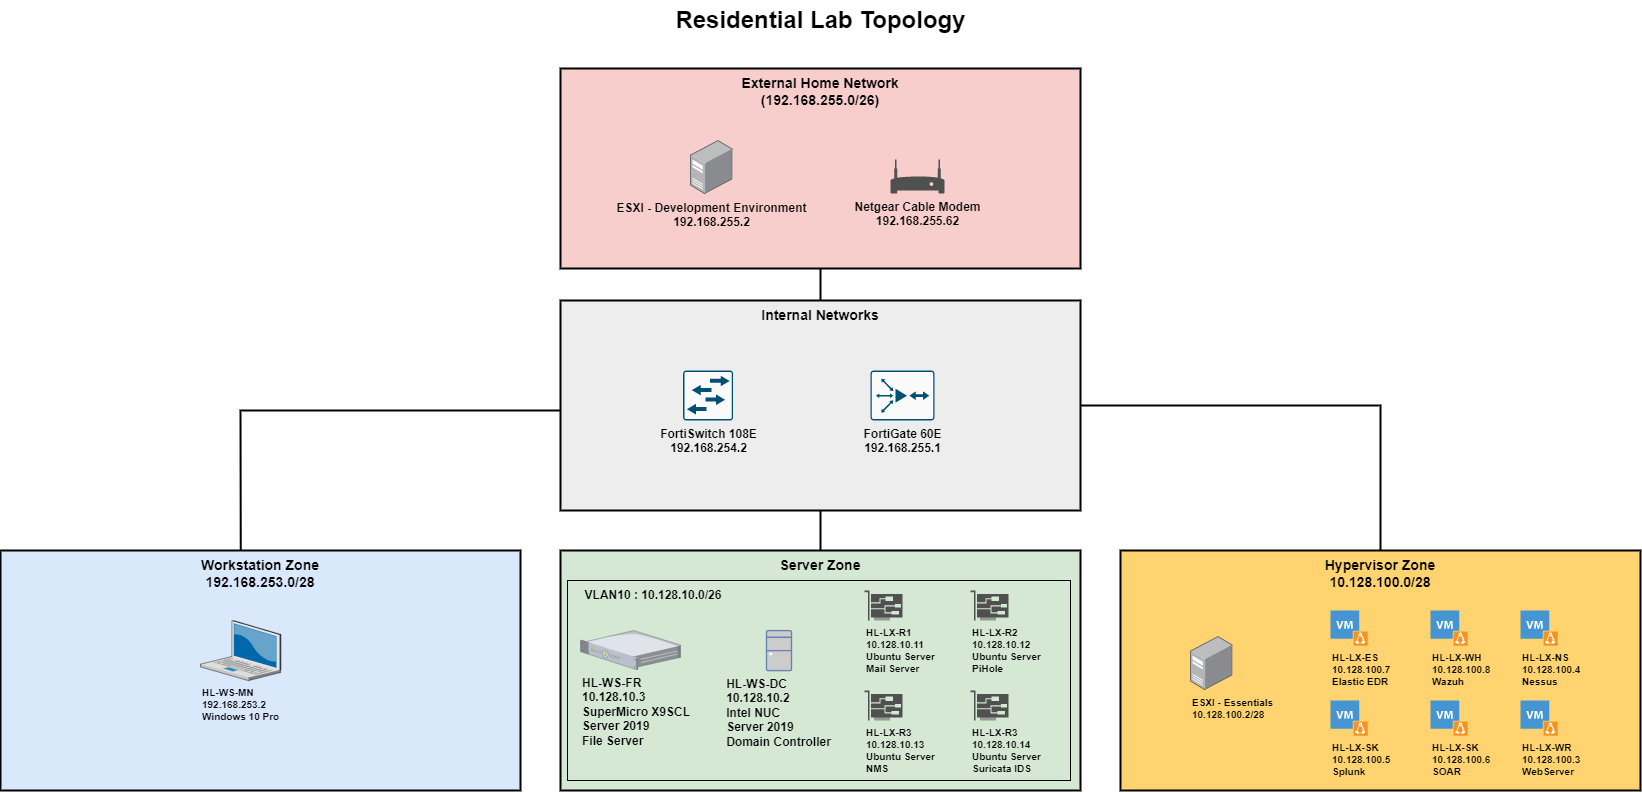 Residential Lab Topology
External Home Network
(192.168.255.0/26)
ESXI - Development Environment
192.168.255.2
Netgear Cable Modem
192.168.255.62
Internal Networks
FortiSwitch 108E
192.168.254.2
FortiGate 60E
192.168.255.1
Workstation Zone
192.168.253.0/28
HL-WS-MN
192.168.253.2
Windows 10 Pro
Server Zone
VLAN10 : 10.128.10.0/26
HL-WS-FR
10.128.10.3
SuperMicro X9SCL
Server 2019
File Server
HL-WS-DC
10.128.10.2
Intel NUC
Server 2019
Domain Controller
HL-LX-R1
10.128.10.11
Ubuntu Server
Mail Server
HL-LX-R2
10.128.10.12
Ubuntu Server
PiHole
HL-LX-R3
10.128.10.13
Ubuntu Server
NMS
HL-LX-R3
10.128.10.14
Ubuntu Server
Suricata IDS
Hypervisor Zone
10.128.100.0/28
ESXI - Essentials
10.128.100.2/28
VM
HL-LX-ES
10.128.100.7
Elastic EDR
VM
HL-LX-WH
10.128.100.8
Wazuh
VM
HL-LX-NS
10.128.100.4
Nessus
VM
HL-LX-SK
10.128.100.5
Splunk
VM
HL-LX-SK
10.128.100.6
SOAR
VM
HL-LX-WR
10.128.100.3
WebServer